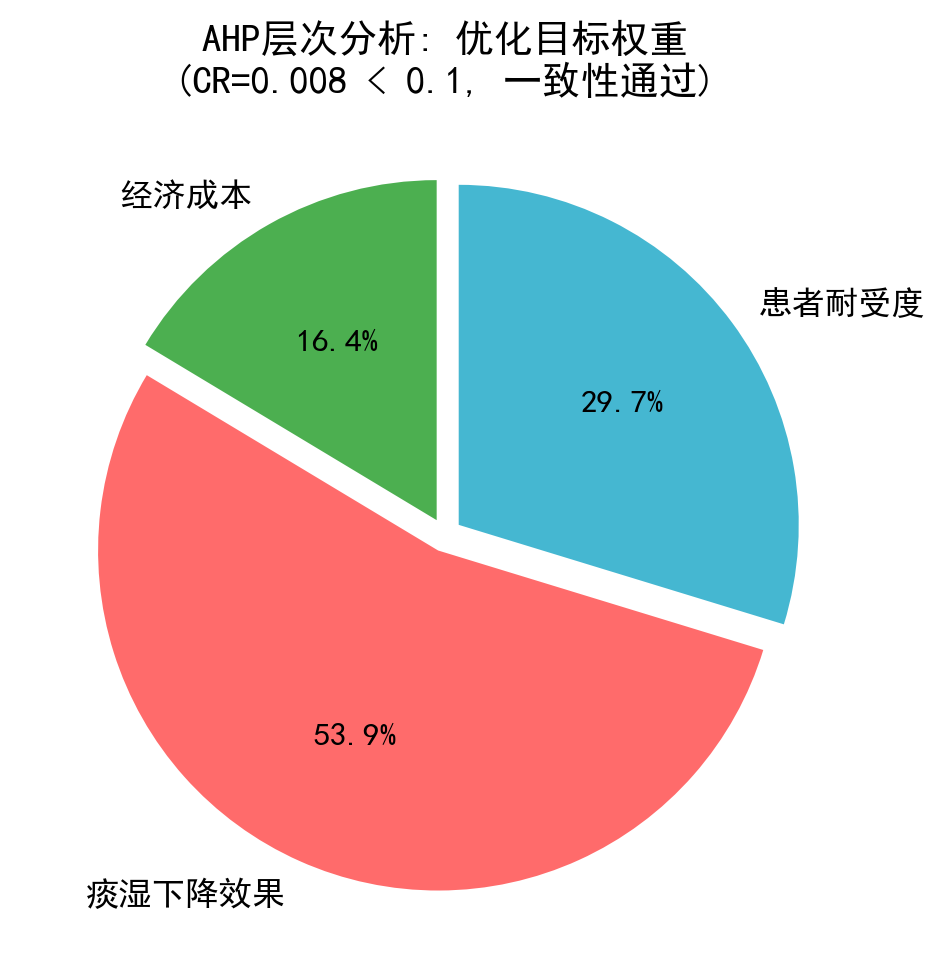 AHP层次分析: 优化目标权重
(CR=0.008 < 0.1, 一致性通过)
经济成本
患者耐受度
16.4%
29.7%
53.9%
痰湿下降效果